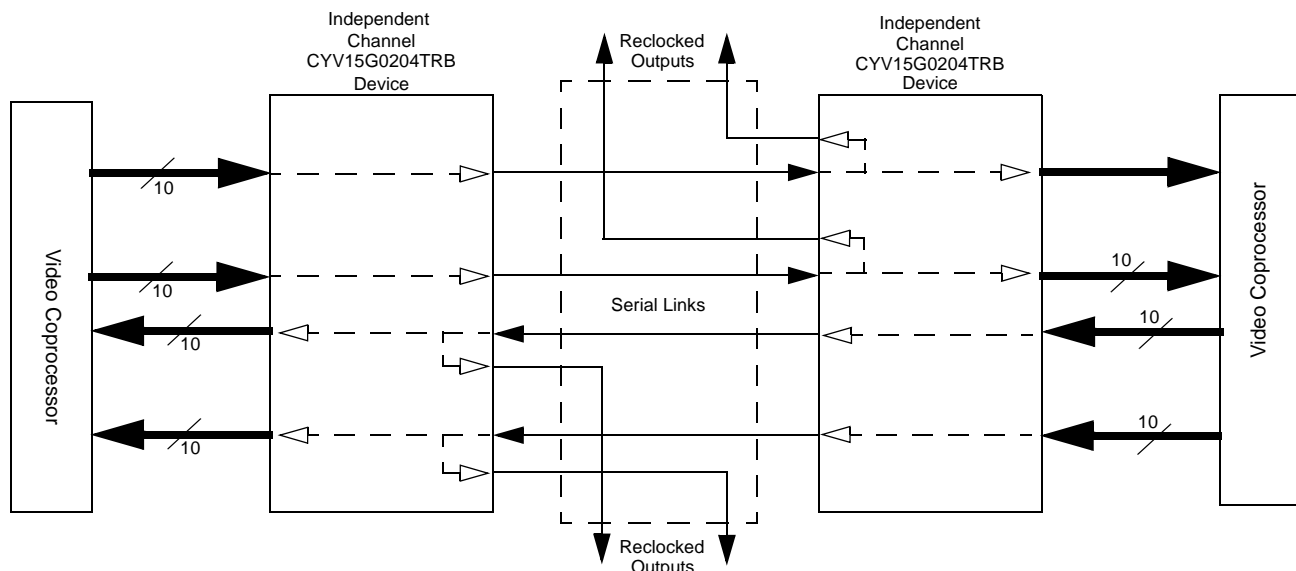 Independent
Channel
CYV15G0204TRB
Device
Reclocked
Outputs
Independent
Channel
CYV15G0204TRB
Device
10
10
10
10
10
10
10
Video Coprocessor
Serial Links
Video Coprocessor
Reclocked
Outputs